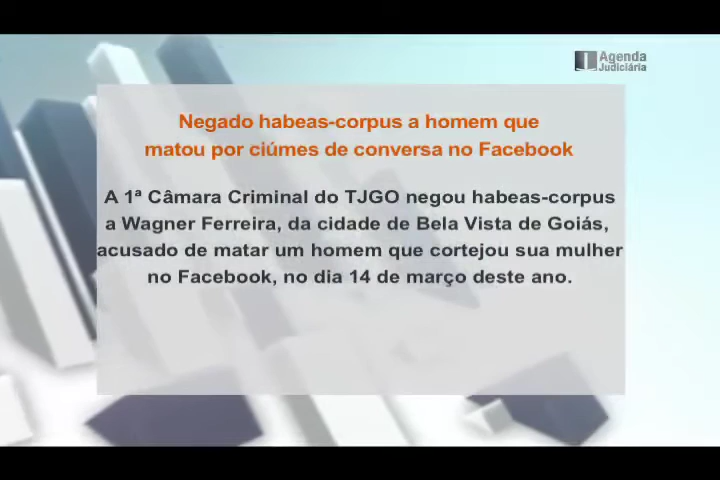 Agenda
Judiciária
Negado habeas-corpus a homem que
matou por ciúmes de conversa no Facebook
A 1ª Câmara Criminal do TJGO negou habeas-corpus
a Wagner Ferreira, da cidade de Bela Vista de Goiás,
acusado de matar um homem que cortejou sua mulher
no Facebook, no dia 14 de março deste ano.